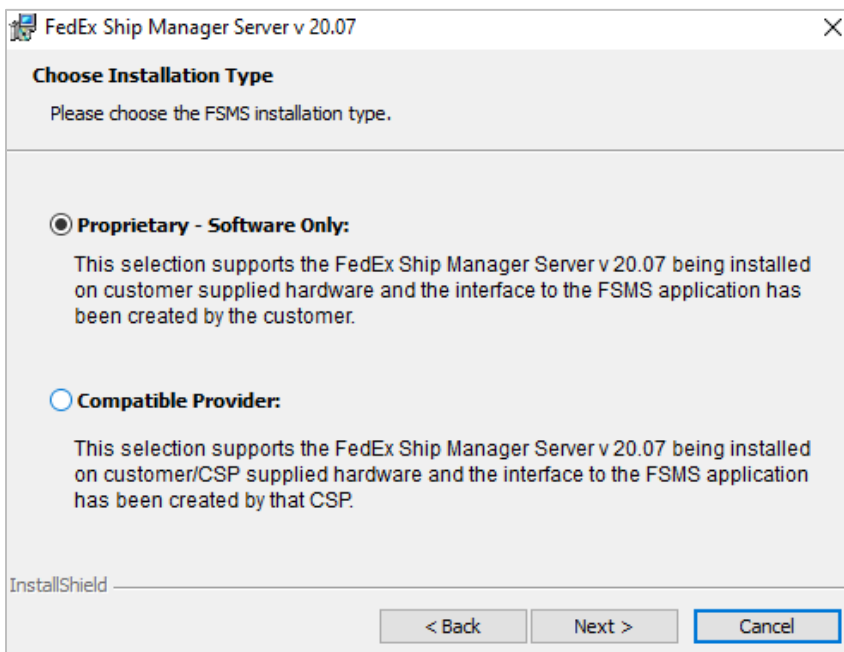 FedEx Ship Manager Server v 20.07
Choose Installation Type
Please choose the FSMS installation type.
Proprietary - Software Only:
This selection supports the FedEx Ship Manager Server v 20.07 being installed
on customer supplied hardware and the interface to the FSMS application has
been created by the customer.
Compatible Provider:
This selection supports the FedEx Ship Manager Server v 20.07 being installed
on customer/CSP supplied hardware and the interface to the FSMS application
has been created by that CSP.
InstallShield
< Back Next > Cancel